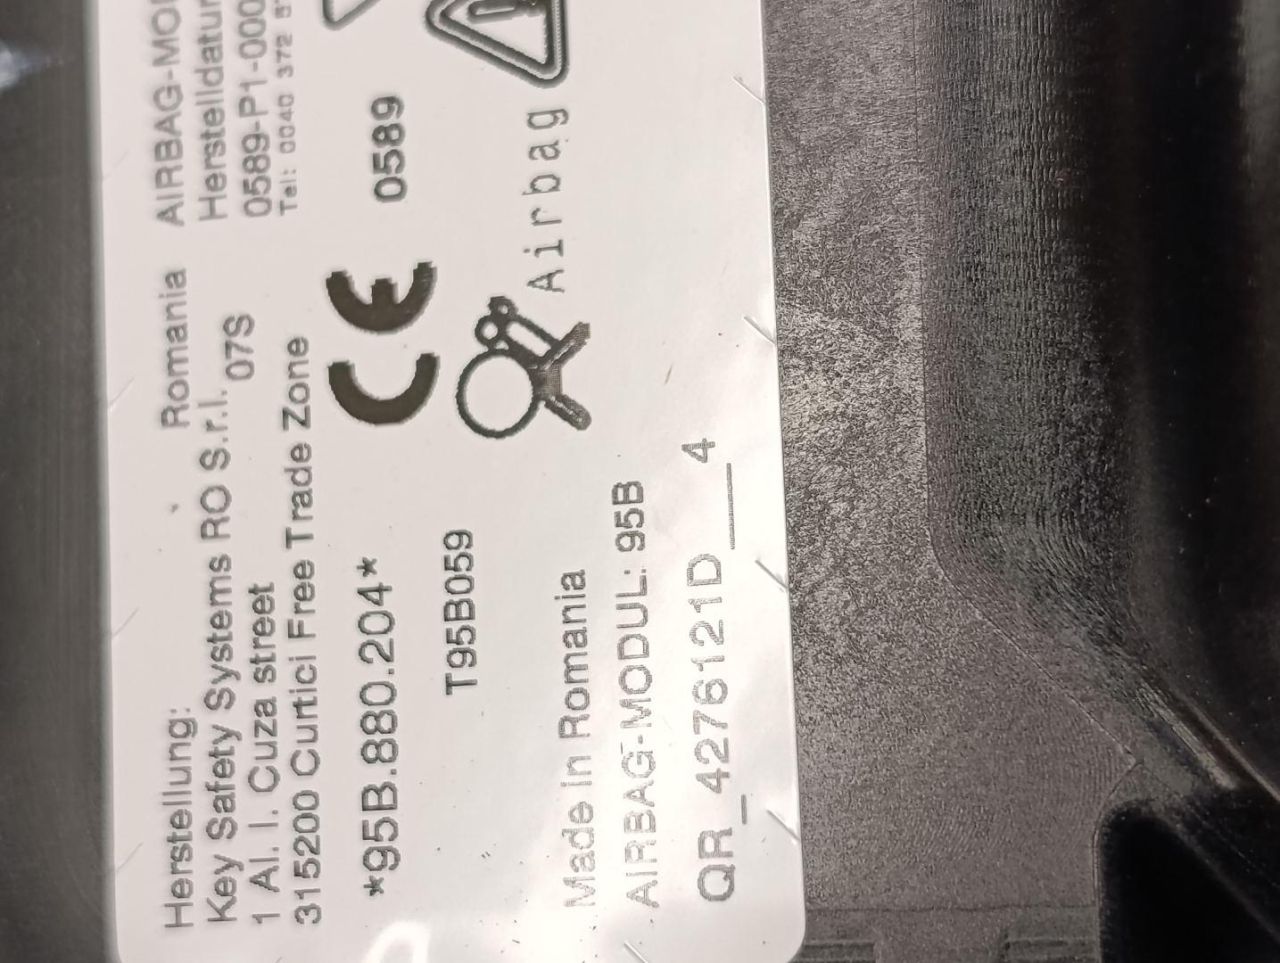 Herstellung: Romania
Key Safety Systems RO S.r.l.
07S
1 Al. I. Cuza street
315200 Curtici Free Trade Zone
AIRBAG-MO
Herstelldatu
0589-P1-000
Tel: 0040 372 8
*95B.880.204*
CE 0589
T95B059
Airbag
Made in Romania
AIRBAG-MODUL: 95B
QR_4276121D___4